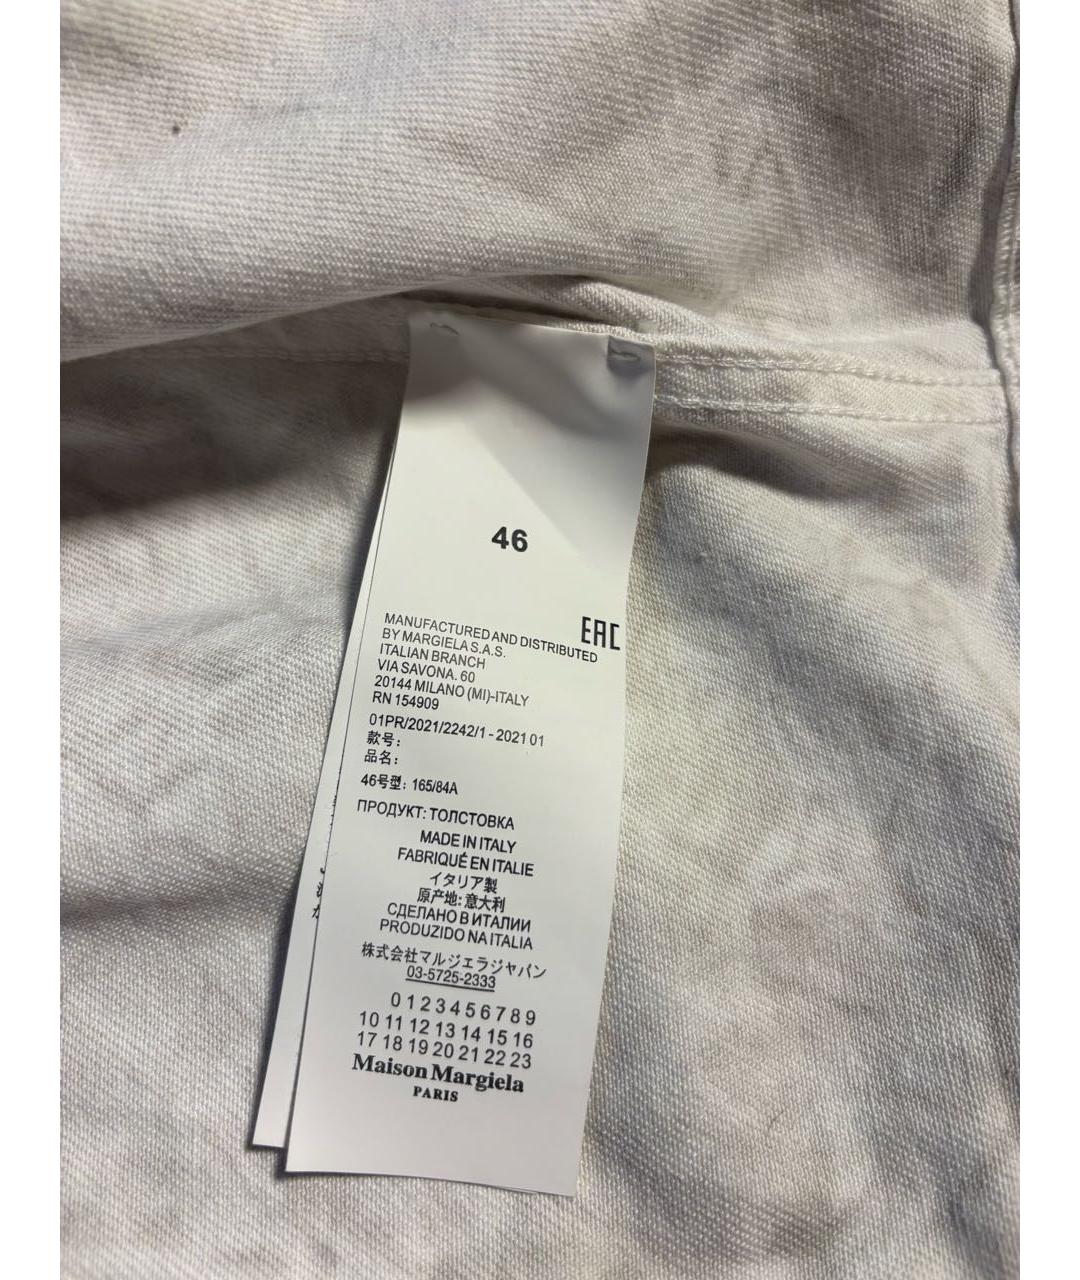 46
EAC
MANUFACTURED AND DISTRIBUTED
BY MARGIELA S.A.S.
ITALIAN BRANCH
VIA SAVONA. 60
20144 MILANO (MI)-ITALY
RN 154909
01PR/2021/2242/1 - 2021 01
款号:
品名:
46号型: 165/84A
ПРОДУКТ: ТОЛСТОВКА
MADE IN ITALY
FABRIQUÉ EN ITALIE
イタリア製
原产地: 意大利
СДЕЛАНО В ИТАЛИИ
PRODUZIDO NA ITALIA
株式会社マルジェラジャパン
03-5725-2333
0 1 2 3 4 5 6 7 8 9
10 11 12 13 14 15 16
17 18 19 20 21 22 23
Maison Margiela
PARIS